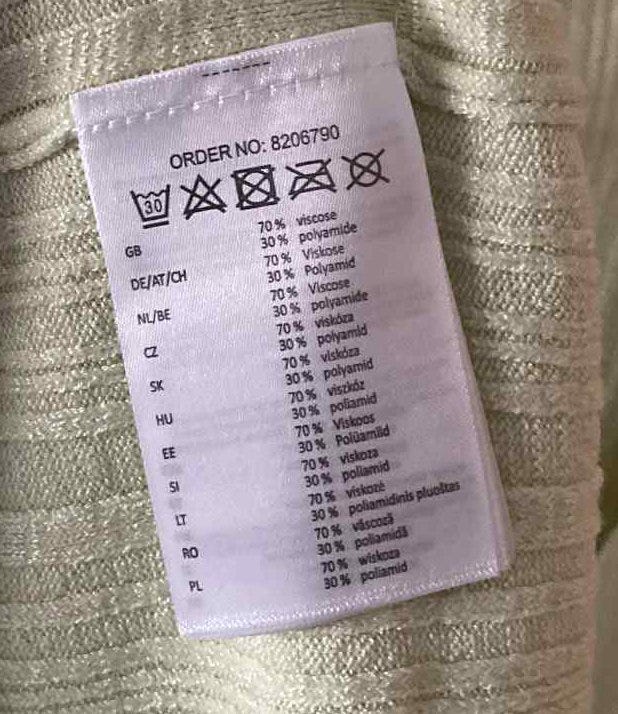 ORDER NO: 8206790
30
GB 70 % viscose
30 % polyamide
DE/AT/CH 70 % Viskose
30 % Polyamid
NL/BE 70 % Viscose
30 % polyamide
CZ 70 % viskóza
30 % polyamid
SK 70 % viskóza
30 % polyamid
HU 70 % viszkóz
30 % poliamid
EE 70 % Viskoos
30 % Polüamiid
SI 70 % viskoza
30 % poliamid
LT 70 % viskozė
30 % poliamidinis pluoštas
RO 70 % vâscoză
30 % poliamidă
PL 70 % wiskoza
30 % poliamid